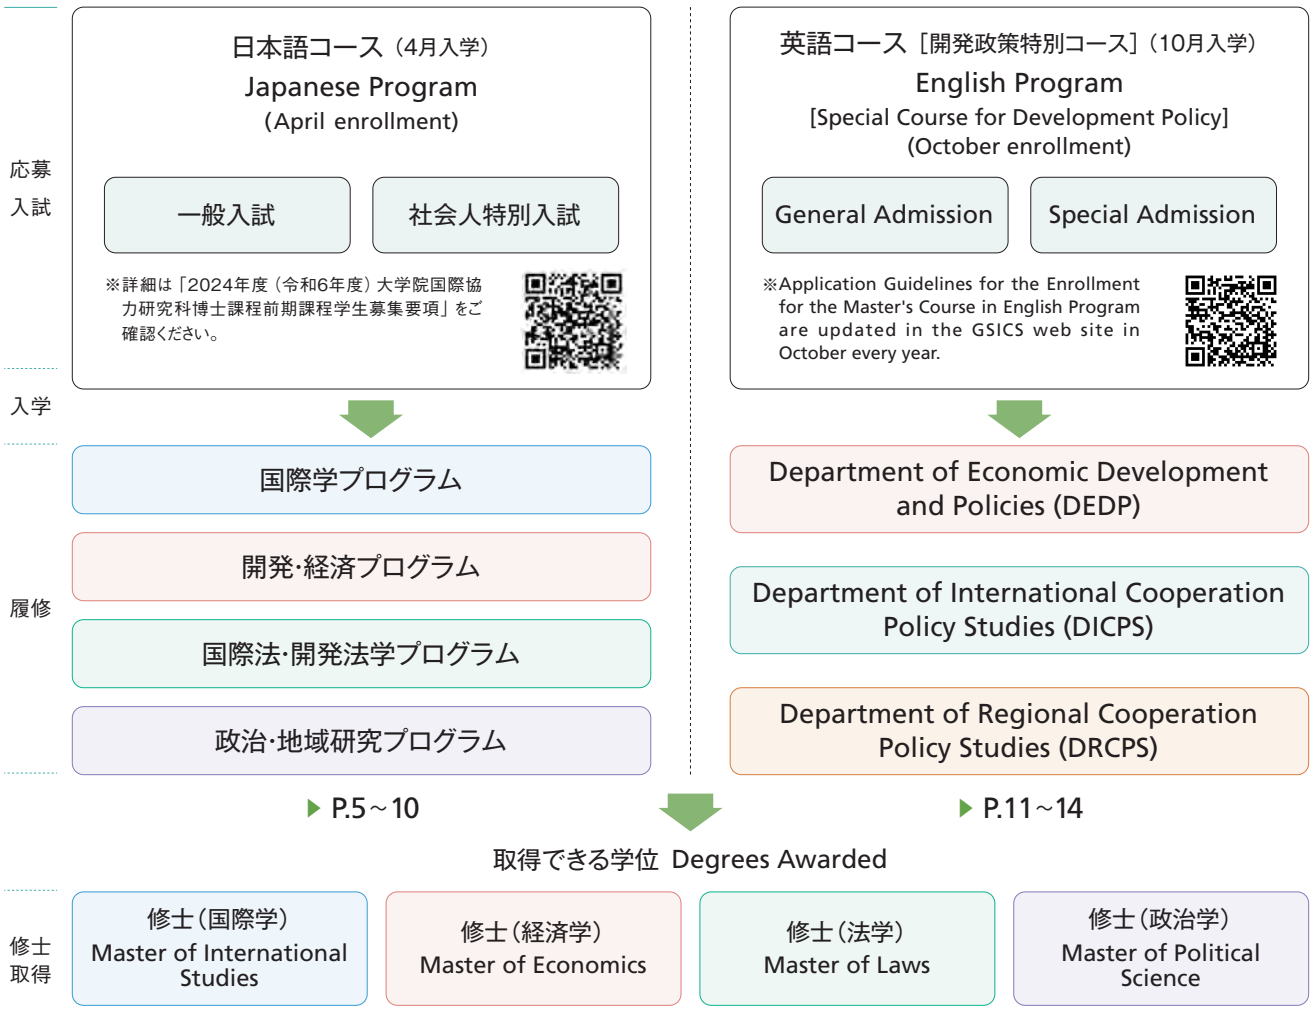 応募
入試
日本語コース（4月入学）
Japanese Program
(April enrollment)
一般入試
社会人特別入試
※詳細は「2024年度（令和6年度）大学院国際協
力研究科博士課程前期課程学生募集要項」をご
確認ください。
英語コース［開発政策特別コース］（10月入学）
English Program
[Special Course for Development Policy]
(October enrollment)
General Admission
Special Admission
※Application Guidelines for the Enrollment
for the Master's Course in English Program
are updated in the GSICS web site in
October every year.
入学
履修
国際学プログラム
開発・経済プログラム
国際法・開発法学プログラム
政治・地域研究プログラム
▶ P.5～10
Department of Economic Development
and Policies (DEDP)
Department of International Cooperation
Policy Studies (DICPS)
Department of Regional Cooperation
Policy Studies (DRCPS)
▶ P.11～14
取得できる学位 Degrees Awarded
修士
取得
修士（国際学）
Master of International
Studies
修士（経済学）
Master of Economics
修士（法学）
Master of Laws
修士（政治学）
Master of Political
Science